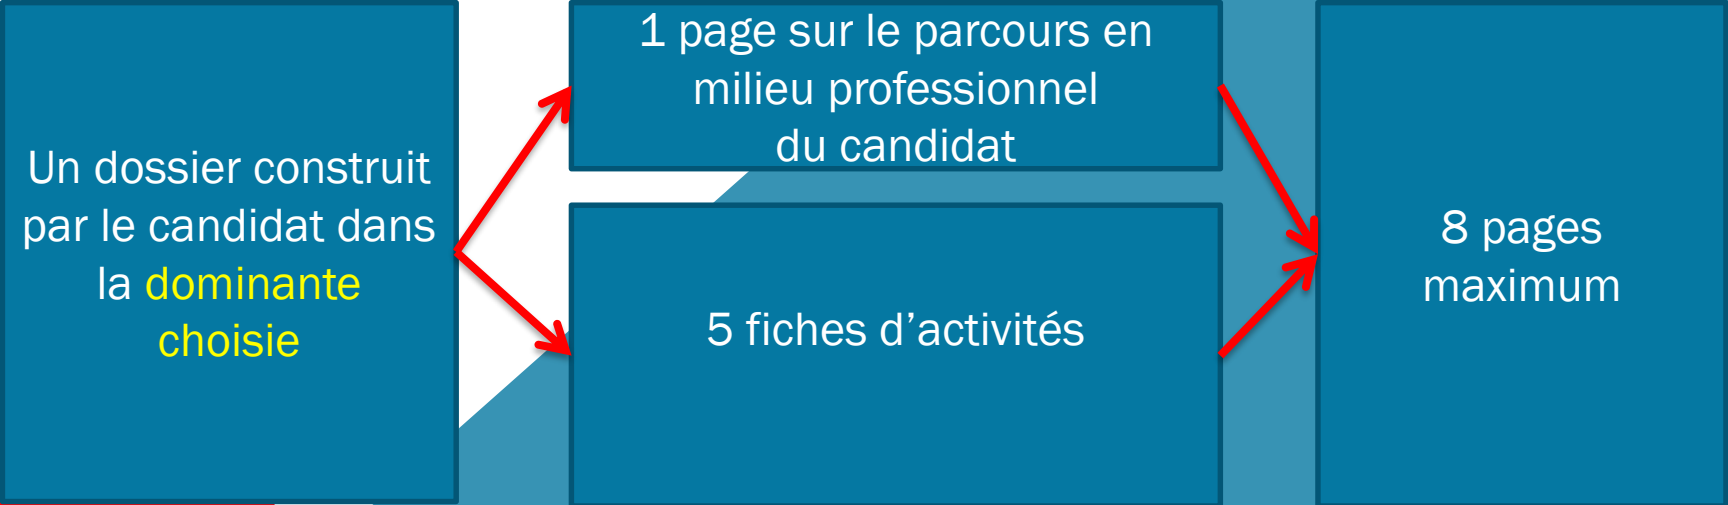 Un dossier construit
par le candidat dans
la dominante
choisie
1 page sur le parcours en
milieu professionnel
du candidat
5 fiches d’activités
8 pages
maximum